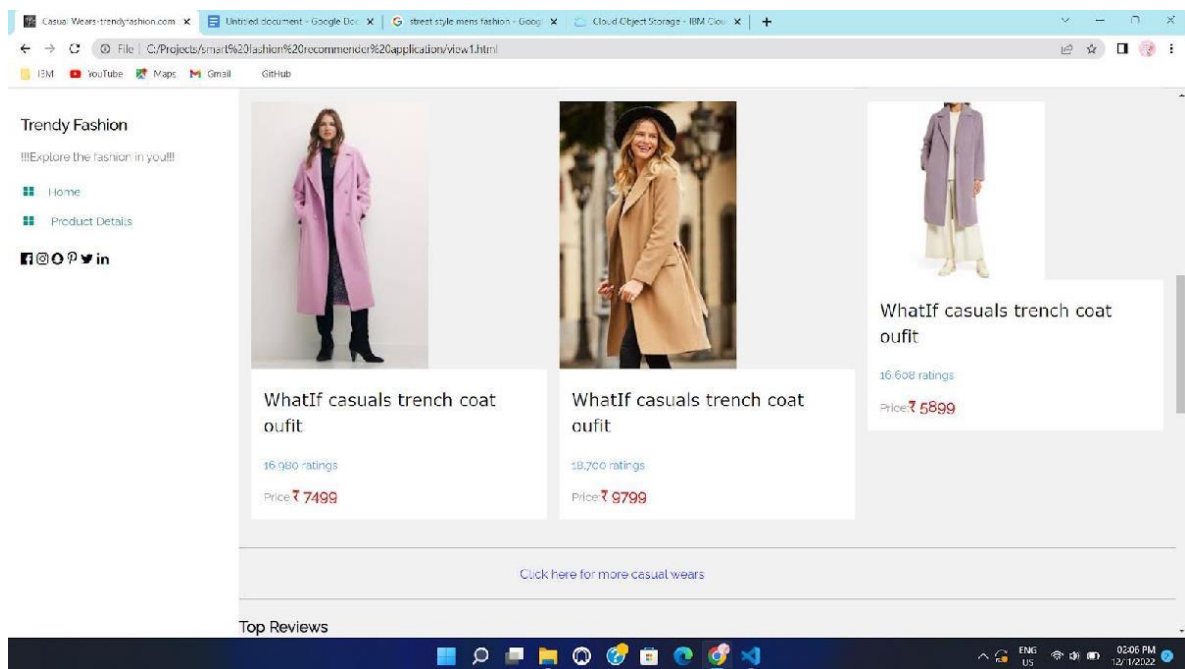 Casual Wears-trendyfashion.com
Untitled document - Google Doc
street style mens fashion - Googl
Cloud Object Storage - IBM Clou
File
C:/Projects/smart%20fashion%20recommender%20application/view1.html
IBM
YouTube
Maps
Gmail
GitHub
Trendy Fashion
!!!Explore the fashion in you!!!
Home
Product Details
WhatIf casuals trench coat
oufit
16,980 ratings
Price:₹ 7499
WhatIf casuals trench coat
oufit
18,700 ratings
Price:₹ 9799
WhatIf casuals trench coat
oufit
16,608 ratings
Price:₹ 5899
Click here for more casual wears
Top Reviews
ENG
US
02:06 PM
12/11/2022